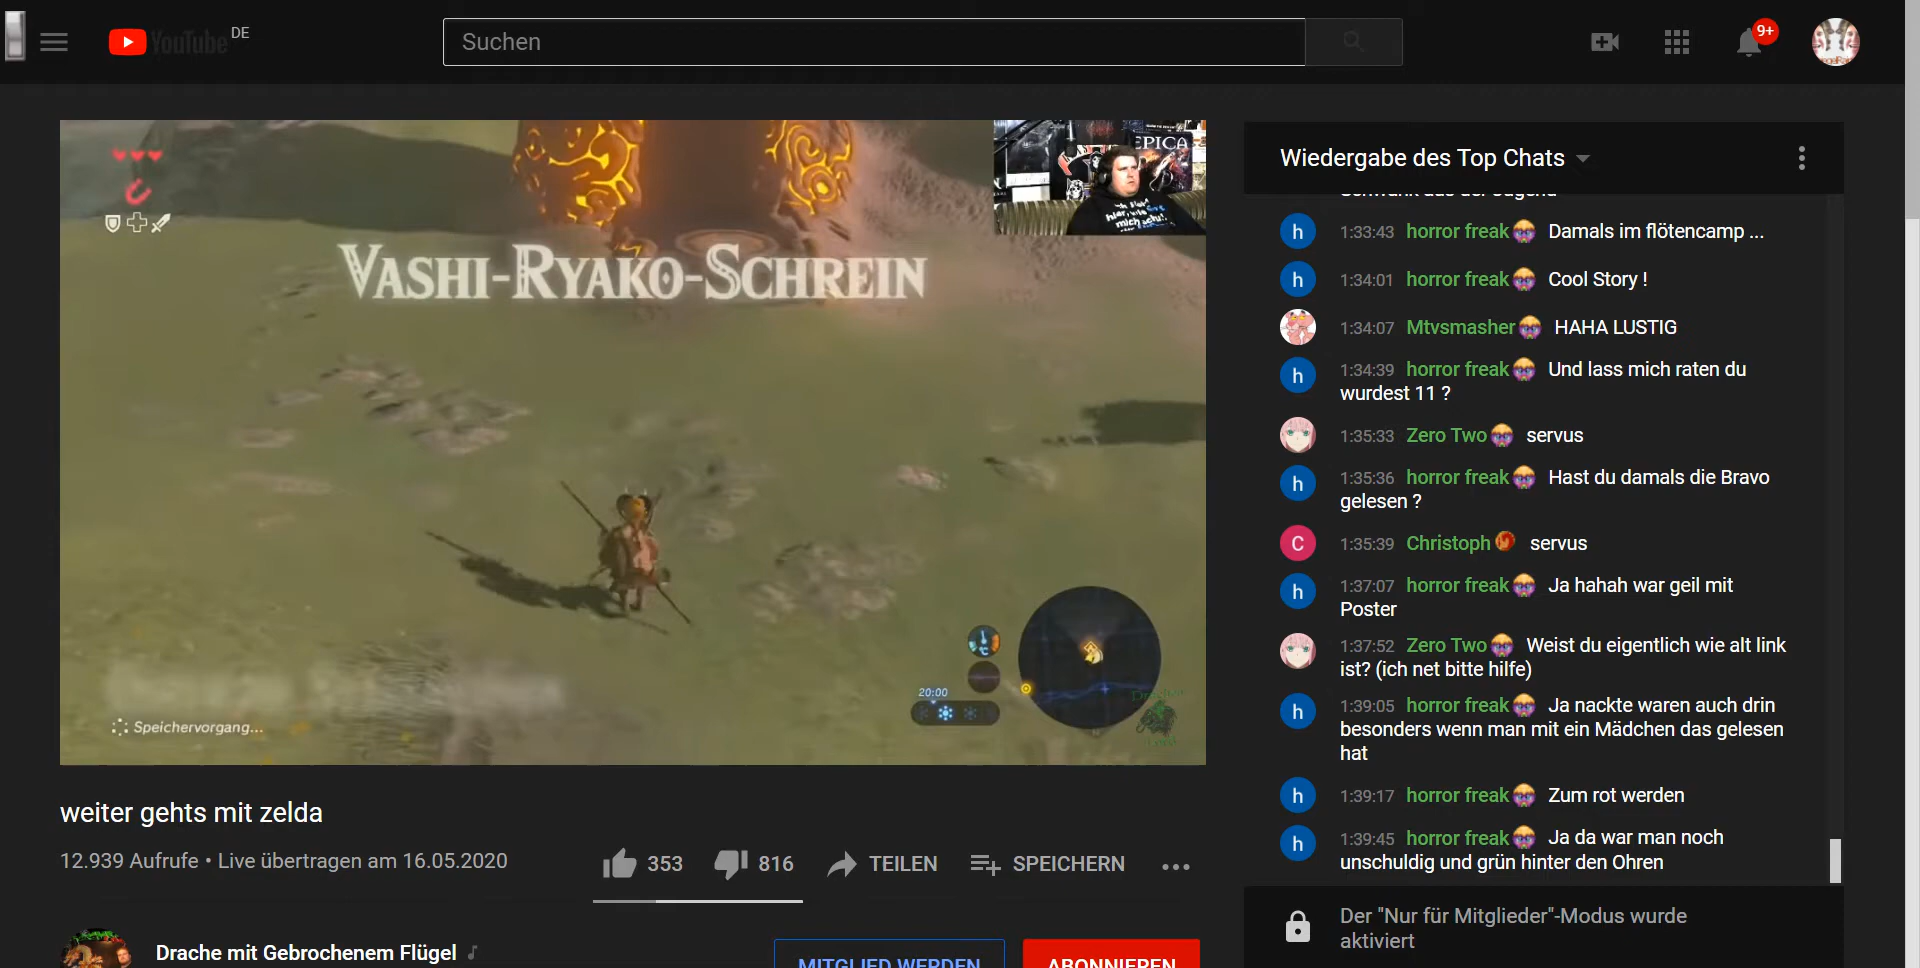 YouTube DE
Suchen
9+
EPICA
VASHI-RYAKO-SCHREIN
20:00
Speichervorgang...
weiter gehts mit zelda
12.939 Aufrufe • Live übertragen am 16.05.2020
353
816
TEILEN
SPEICHERN
Drache mit Gebrochenem Flügel
MITGLIED WERDEN
ABONNIEREN
Wiedergabe des Top Chats
1:33:43 horror freak Damals im flötencamp ...
1:34:01 horror freak Cool Story !
1:34:07 Mtvsmasher HAHA LUSTIG
1:34:39 horror freak Und lass mich raten du
wurdest 11 ?
1:35:33 Zero Two servus
1:35:36 horror freak Hast du damals die Bravo
gelesen ?
1:35:39 Christoph servus
1:37:07 horror freak Ja hahah war geil mit
Poster
1:37:52 Zero Two Weist du eigentlich wie alt link
ist? (ich net bitte hilfe)
1:39:05 horror freak Ja nackte waren auch drin
besonders wenn man mit ein Mädchen das gelesen
hat
1:39:17 horror freak Zum rot werden
1:39:45 horror freak Ja da war man noch
unschuldig und grün hinter den Ohren
Der "Nur für Mitglieder"-Modus wurde
aktiviert